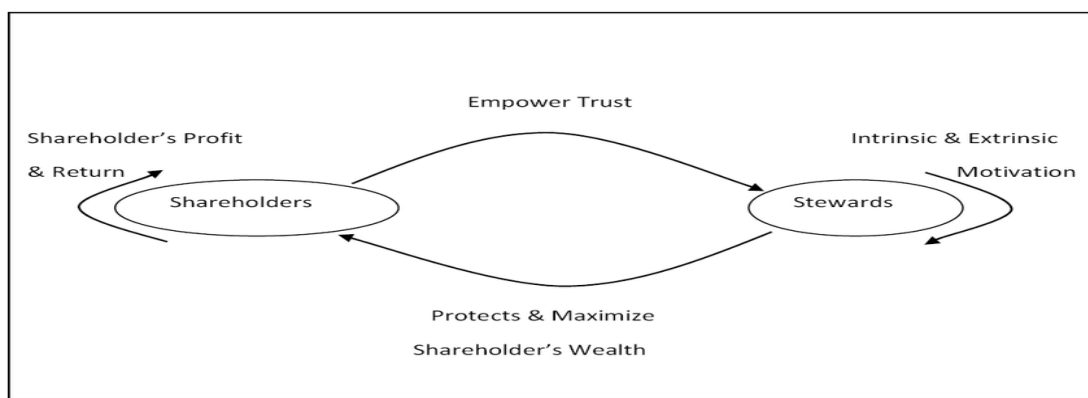 Empower Trust
Shareholder’s Profit
& Return
Intrinsic & Extrinsic
Motivation
Shareholders
Stewards
Protects & Maximize
Shareholder’s Wealth